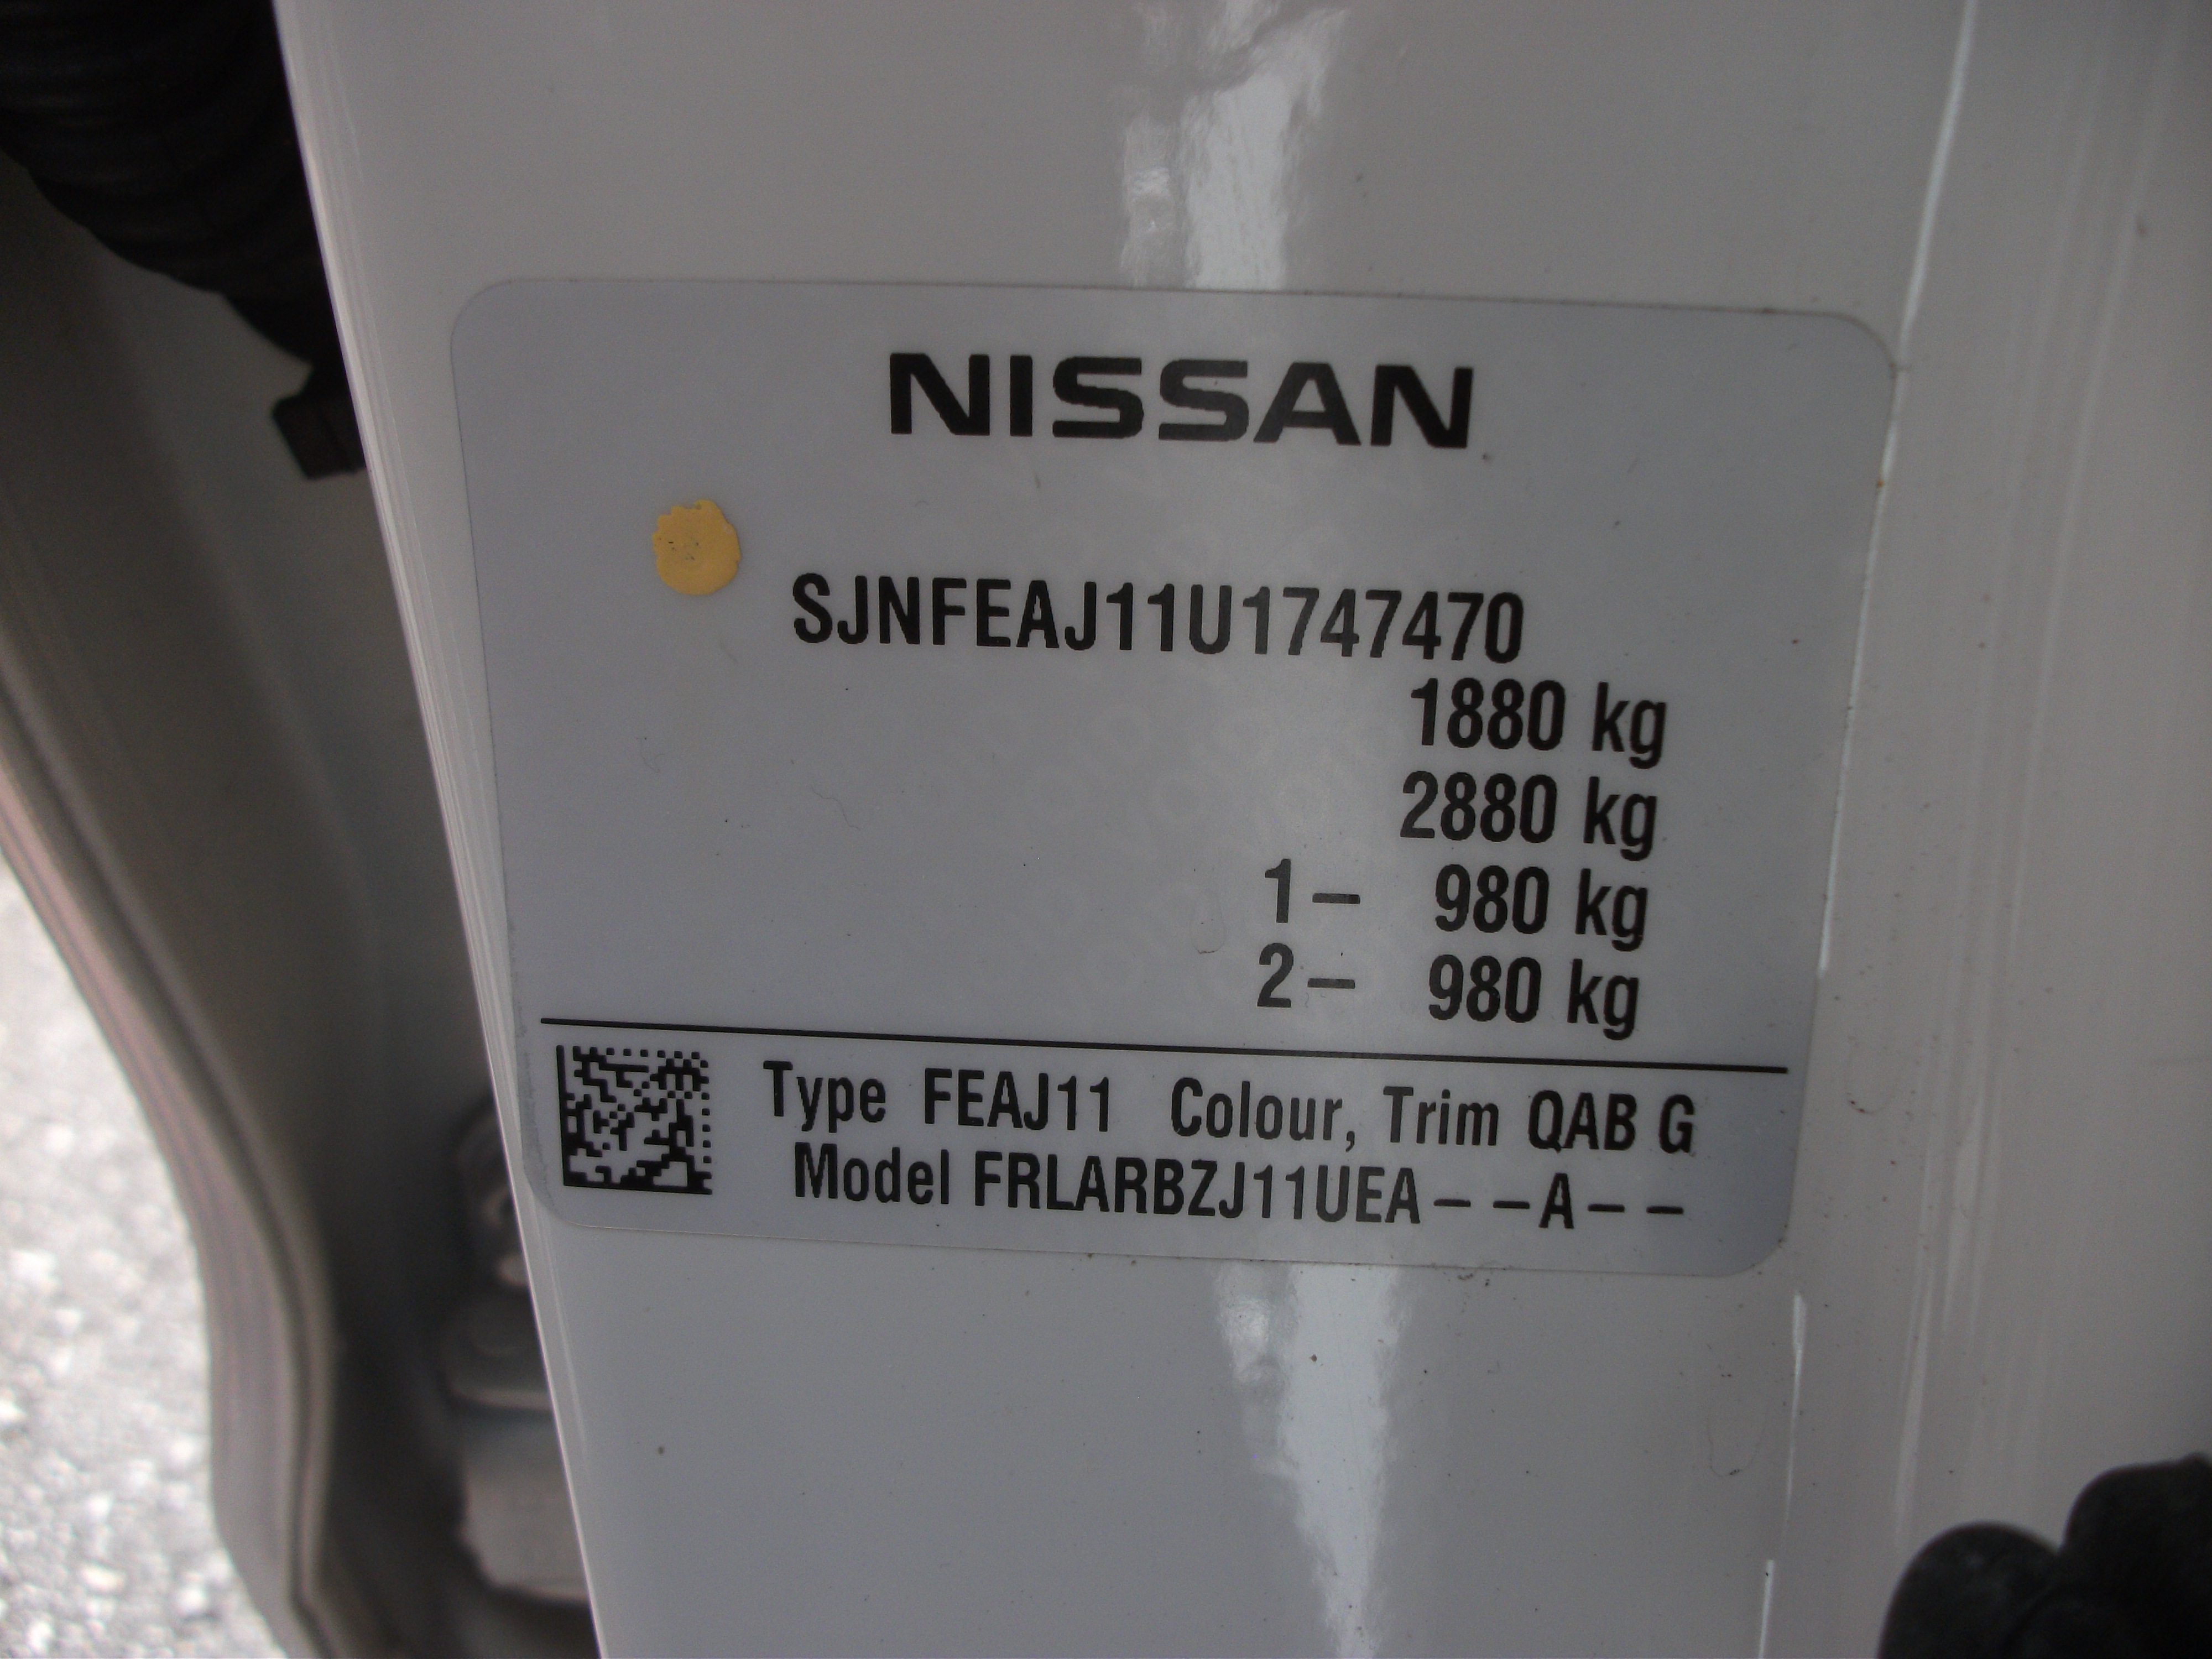 NISSAN
SJNFEAJ11U1747470
1880 kg
2880 kg
1– 980 kg
2– 980 kg
Type FEAJ11 Colour, Trim QAB G
Model FRLARBZJ11UEA––A––